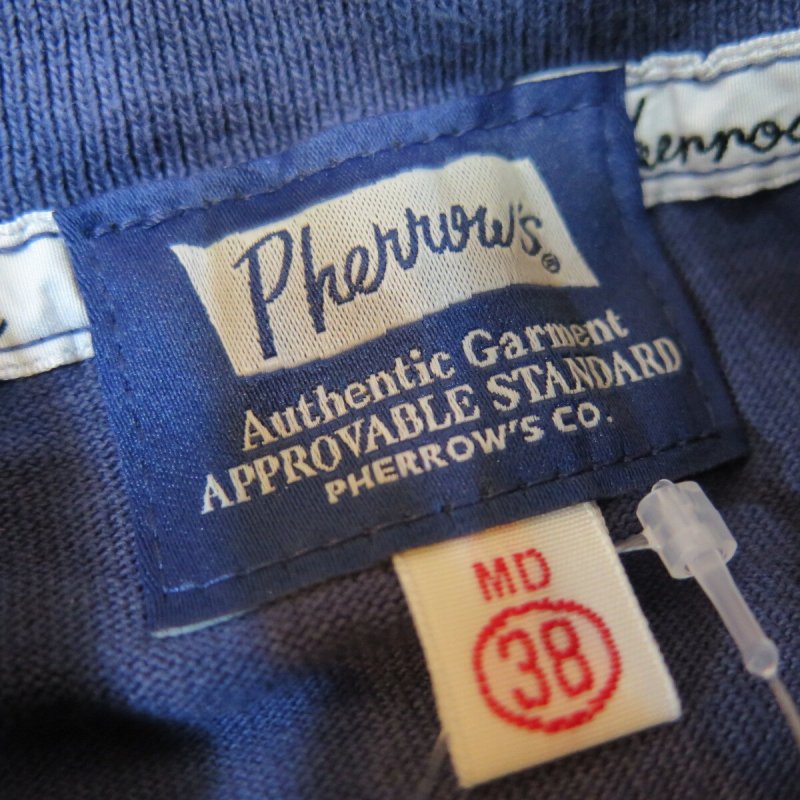 Pherrow's®
Authentic Garment
APPROVABLE STANDARD
PHERROW'S CO.
MD
38